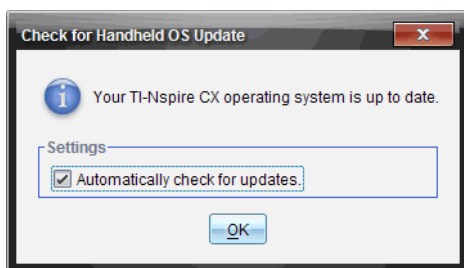 Check for Handheld OS Update
Your TI-Nspire CX operating system is up to date.
Settings
Automatically check for updates.
OK